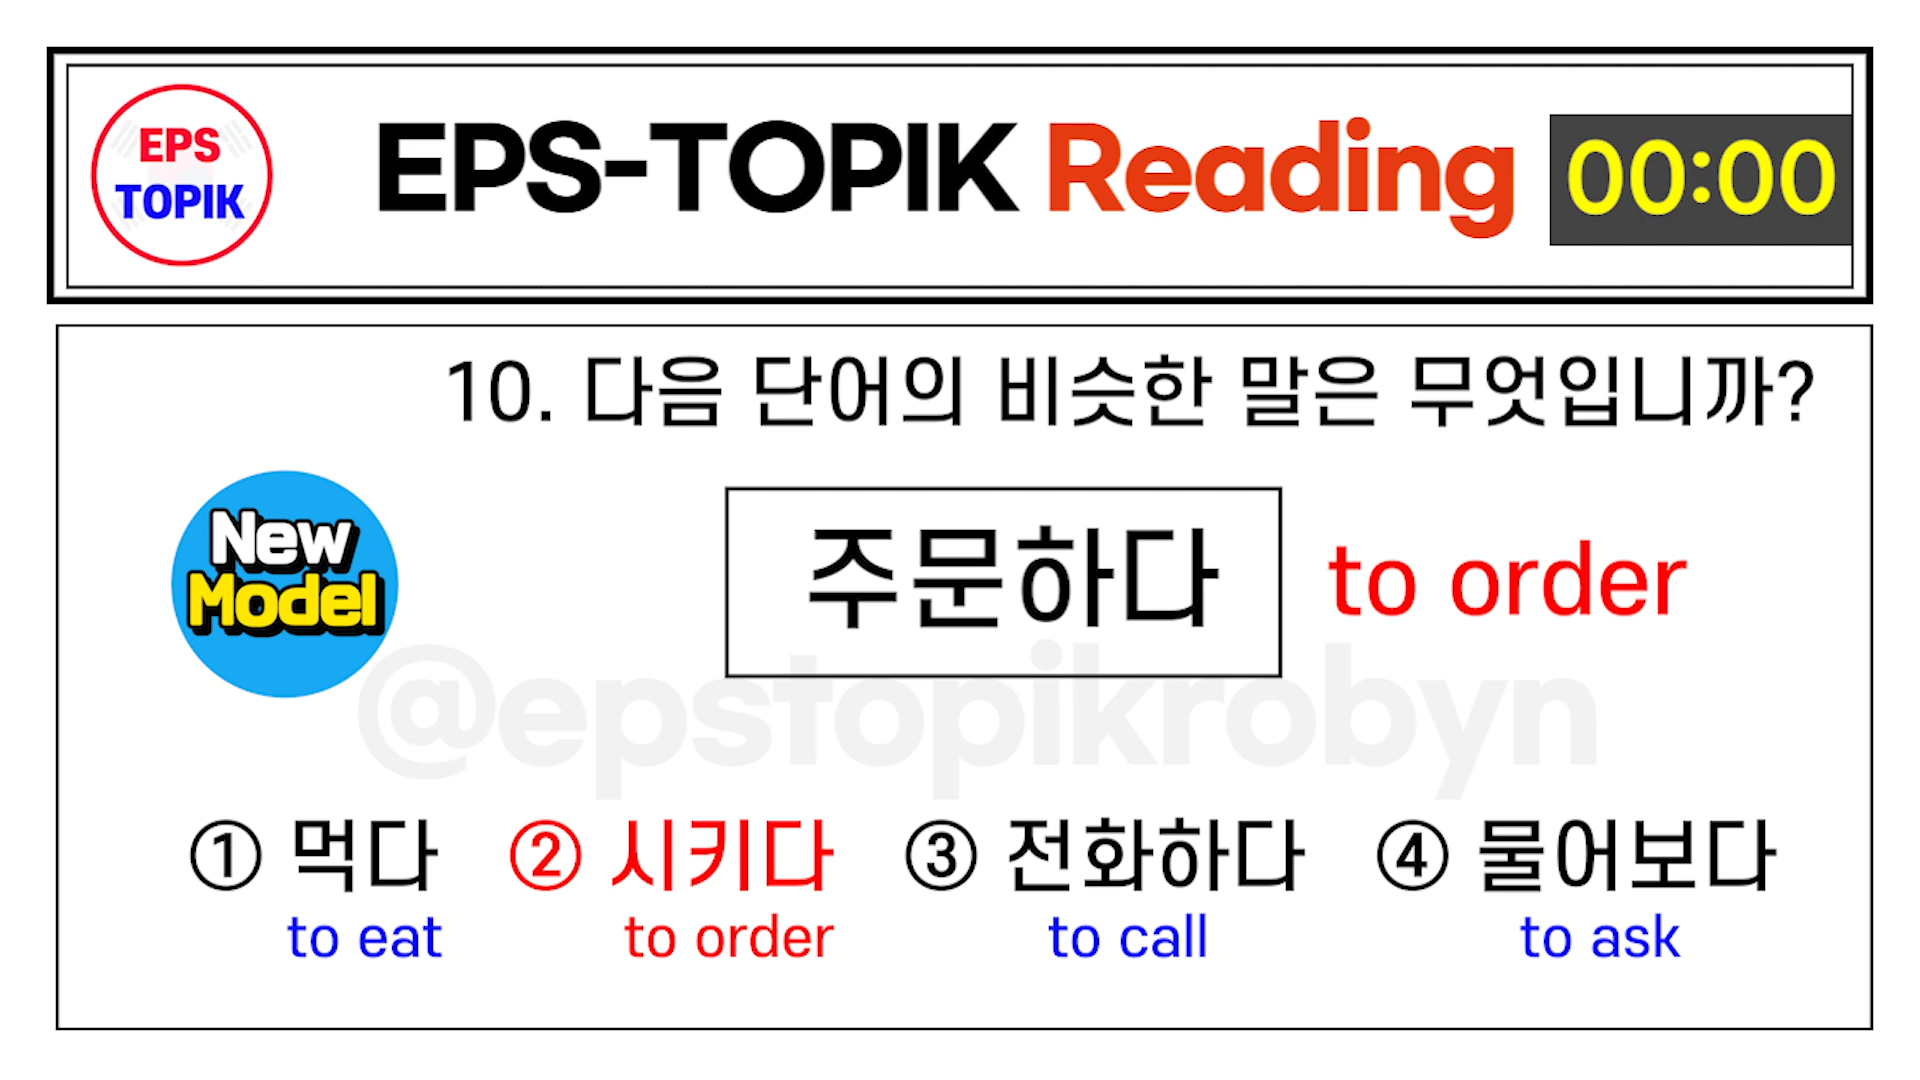 EPS
TOPIK
EPS-TOPIK Reading
00:00
10. 다음 단어의 비슷한 말은 무엇입니까?
New
Model
주문하다 to order
@epstopikrobyn
① 먹다 ② 시키다 ③ 전화하다 ④ 물어보다
to eat to order to call to ask